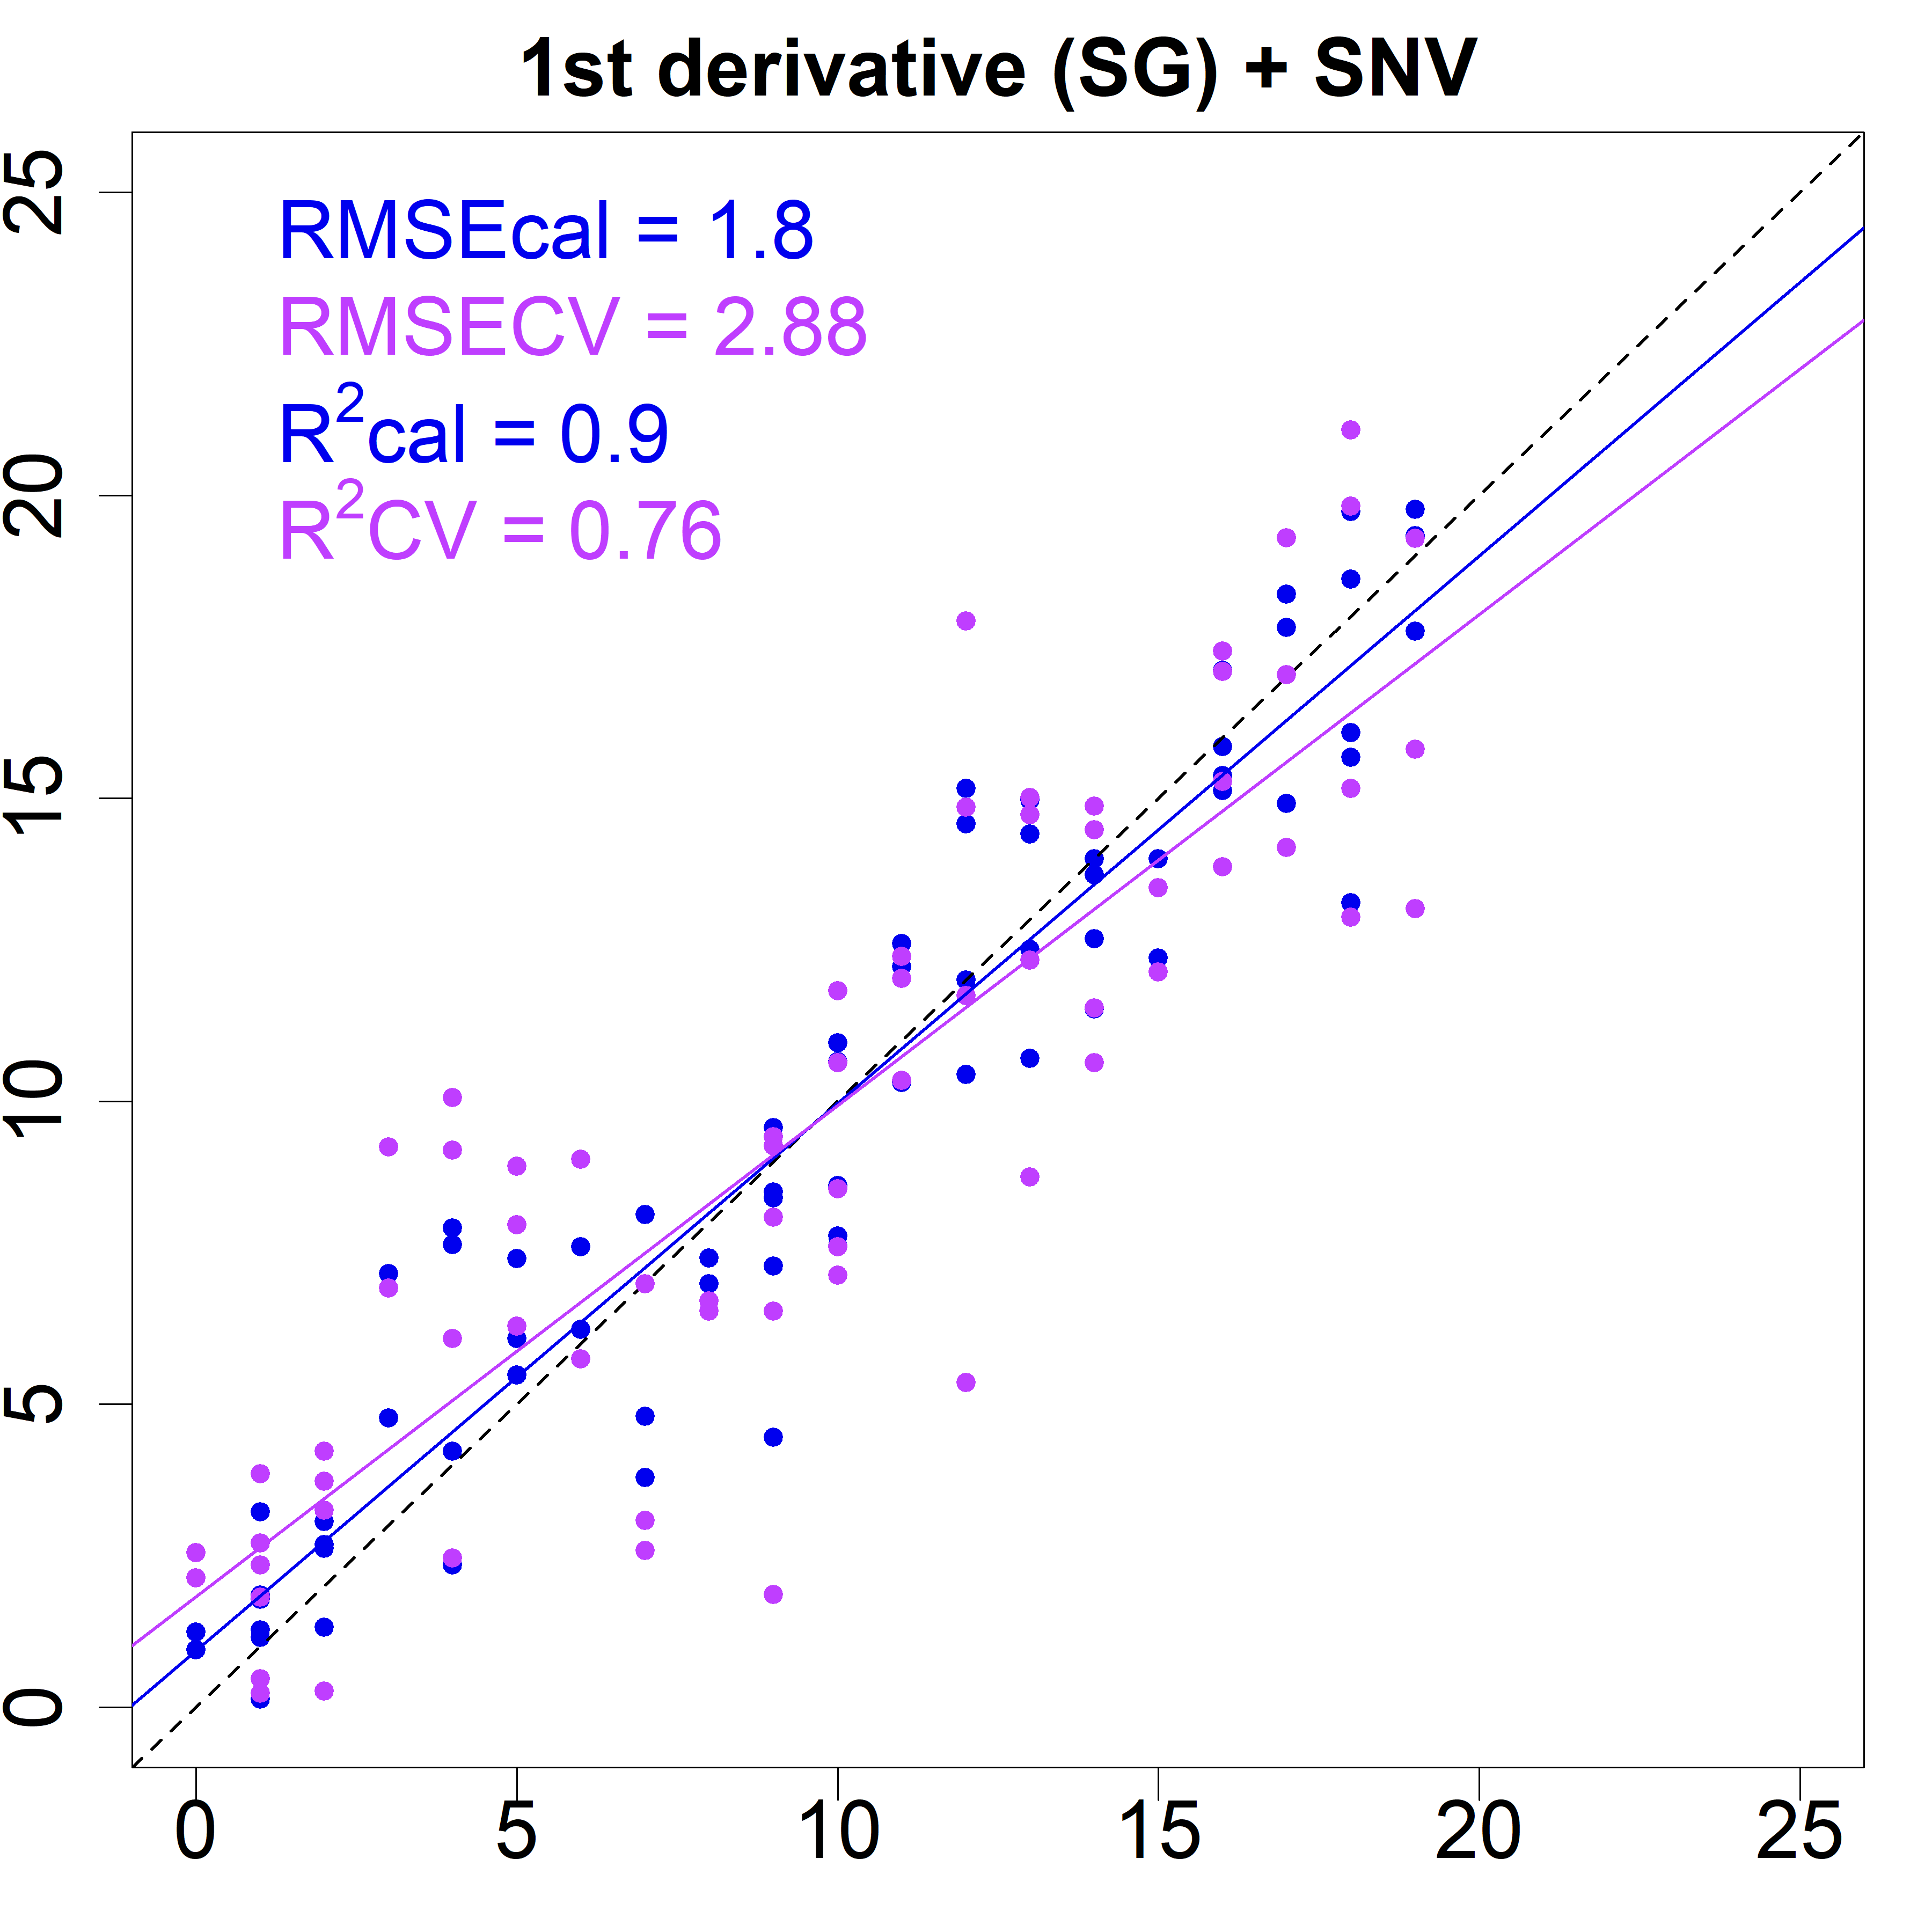 1st derivative (SG) + SNV
RMSEcal = 1.8
RMSECV = 2.88
R²cal = 0.9
R²CV = 0.76
25
20
15
10
5
0
0 5 10 15 20 25